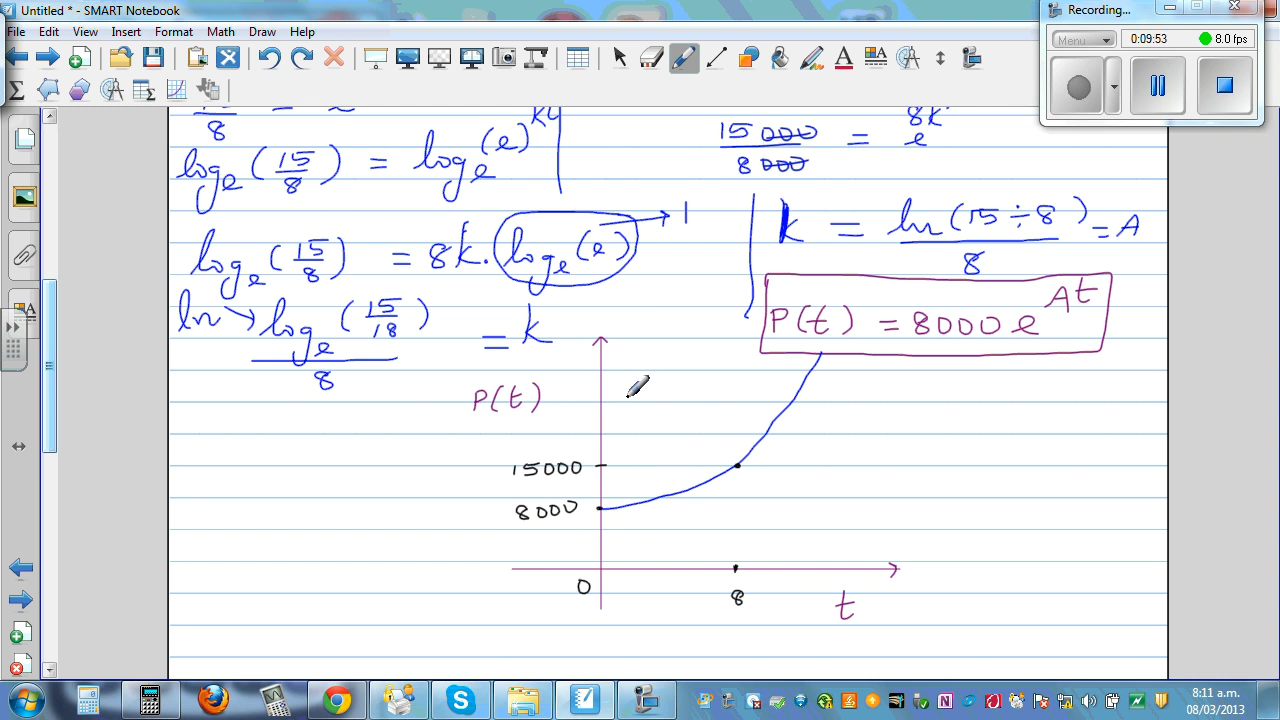 Untitled * - SMART Notebook
File Edit View Insert Format Math Draw Help
Recording...
Menu 0:09:53 8.0 fps
8
log_e (15/8) = log_e (e)^
15000/8000 = e^8k
k = ln(15÷8)/8 = A
log_e (15/8) = 8k. log_e (e) → 1
ln → log_e (15/18) / 8 = k
P(t) = 8000 e^At
P(t)
15000
8000
0
8
t
8:11 a.m.
08/03/2013